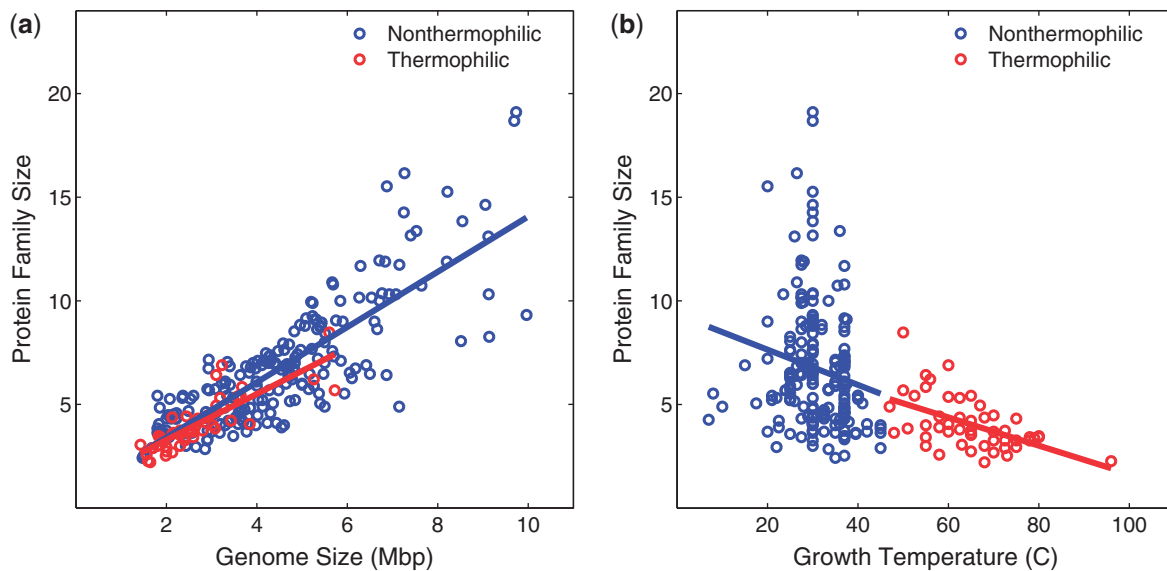 (a)
Nonthermophilic
Thermophilic
20
15
10
5
Protein Family Size
2 4 6 8 10
Genome Size (Mbp)
(b)
Nonthermophilic
Thermophilic
20
15
10
5
Protein Family Size
20 40 60 80 100
Growth Temperature (C)